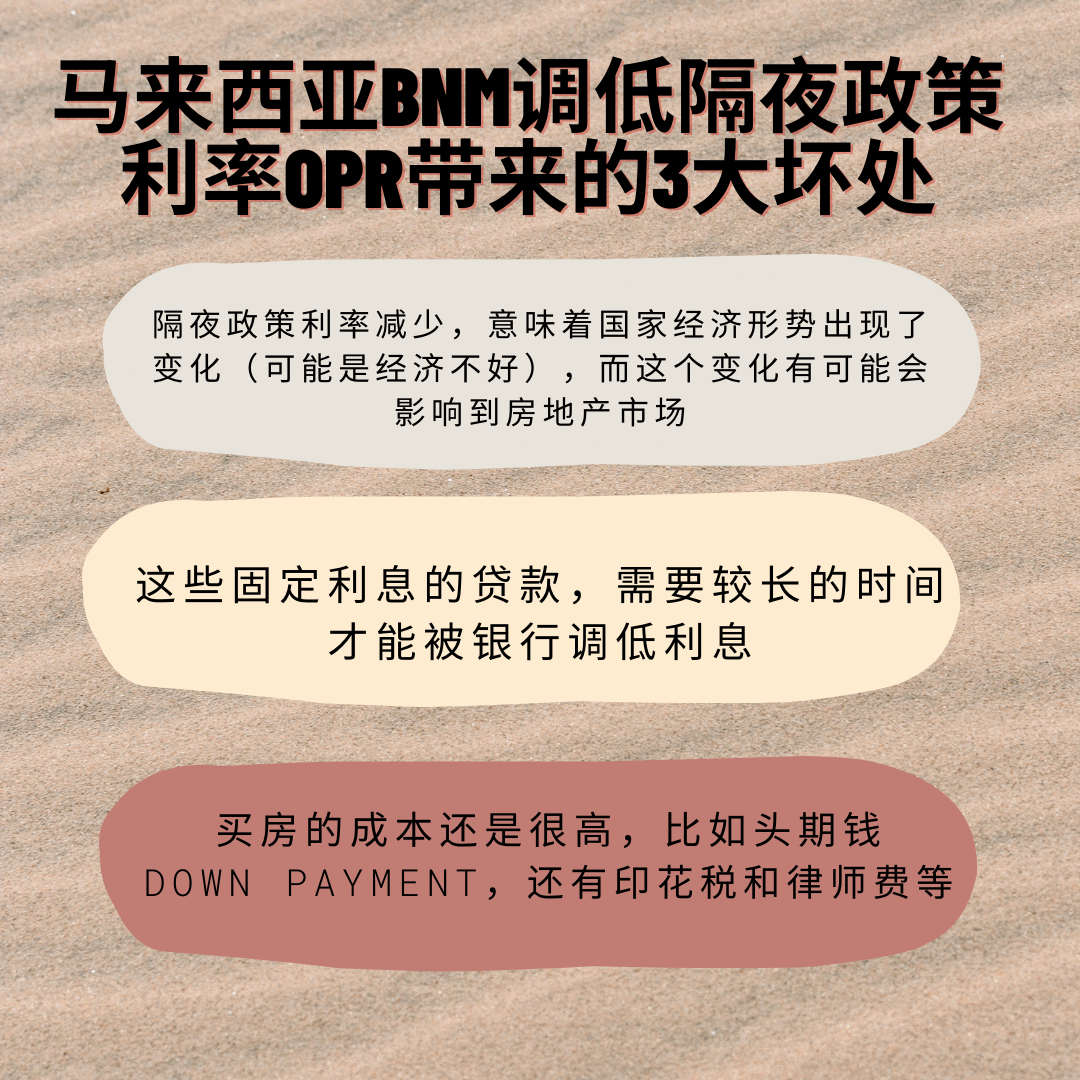 马来西亚BNM调低隔夜政策
利率OPR带来的3大坏处
隔夜政策利率减少，意味着国家经济形势出现了
变化（可能是经济不好），而这个变化有可能会
影响到房地产市场
这些固定利息的贷款，需要较长的时间
才能被银行调低利息
买房的成本还是很高，比如头期钱
DOWN PAYMENT，还有印花税和律师费等